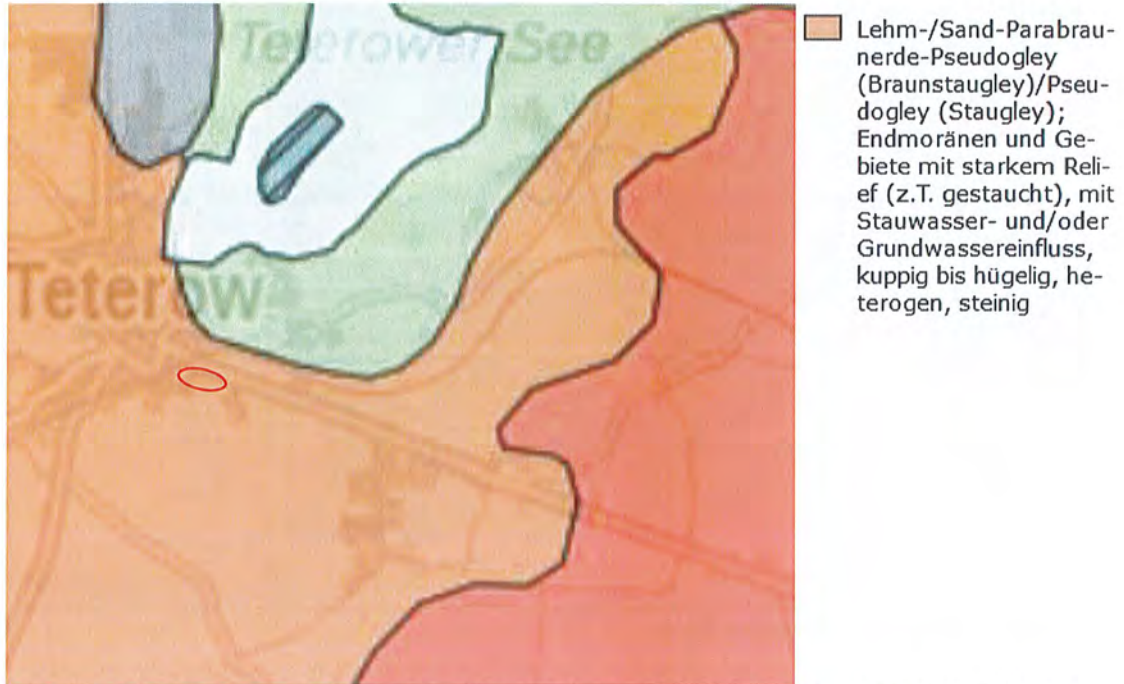 Teterower See
Teterow
Lehm-/Sand-Parabrau-
nerde-Pseudogley
(Braunstaugley)/Pseu-
dogley (Staugley);
Endmoränen und Ge-
biete mit starkem Reli-
ef (z.T. gestaucht), mit
Stauwasser- und/oder
Grundwassereinfluss,
kuppig bis hügelig, he-
terogen, steinig